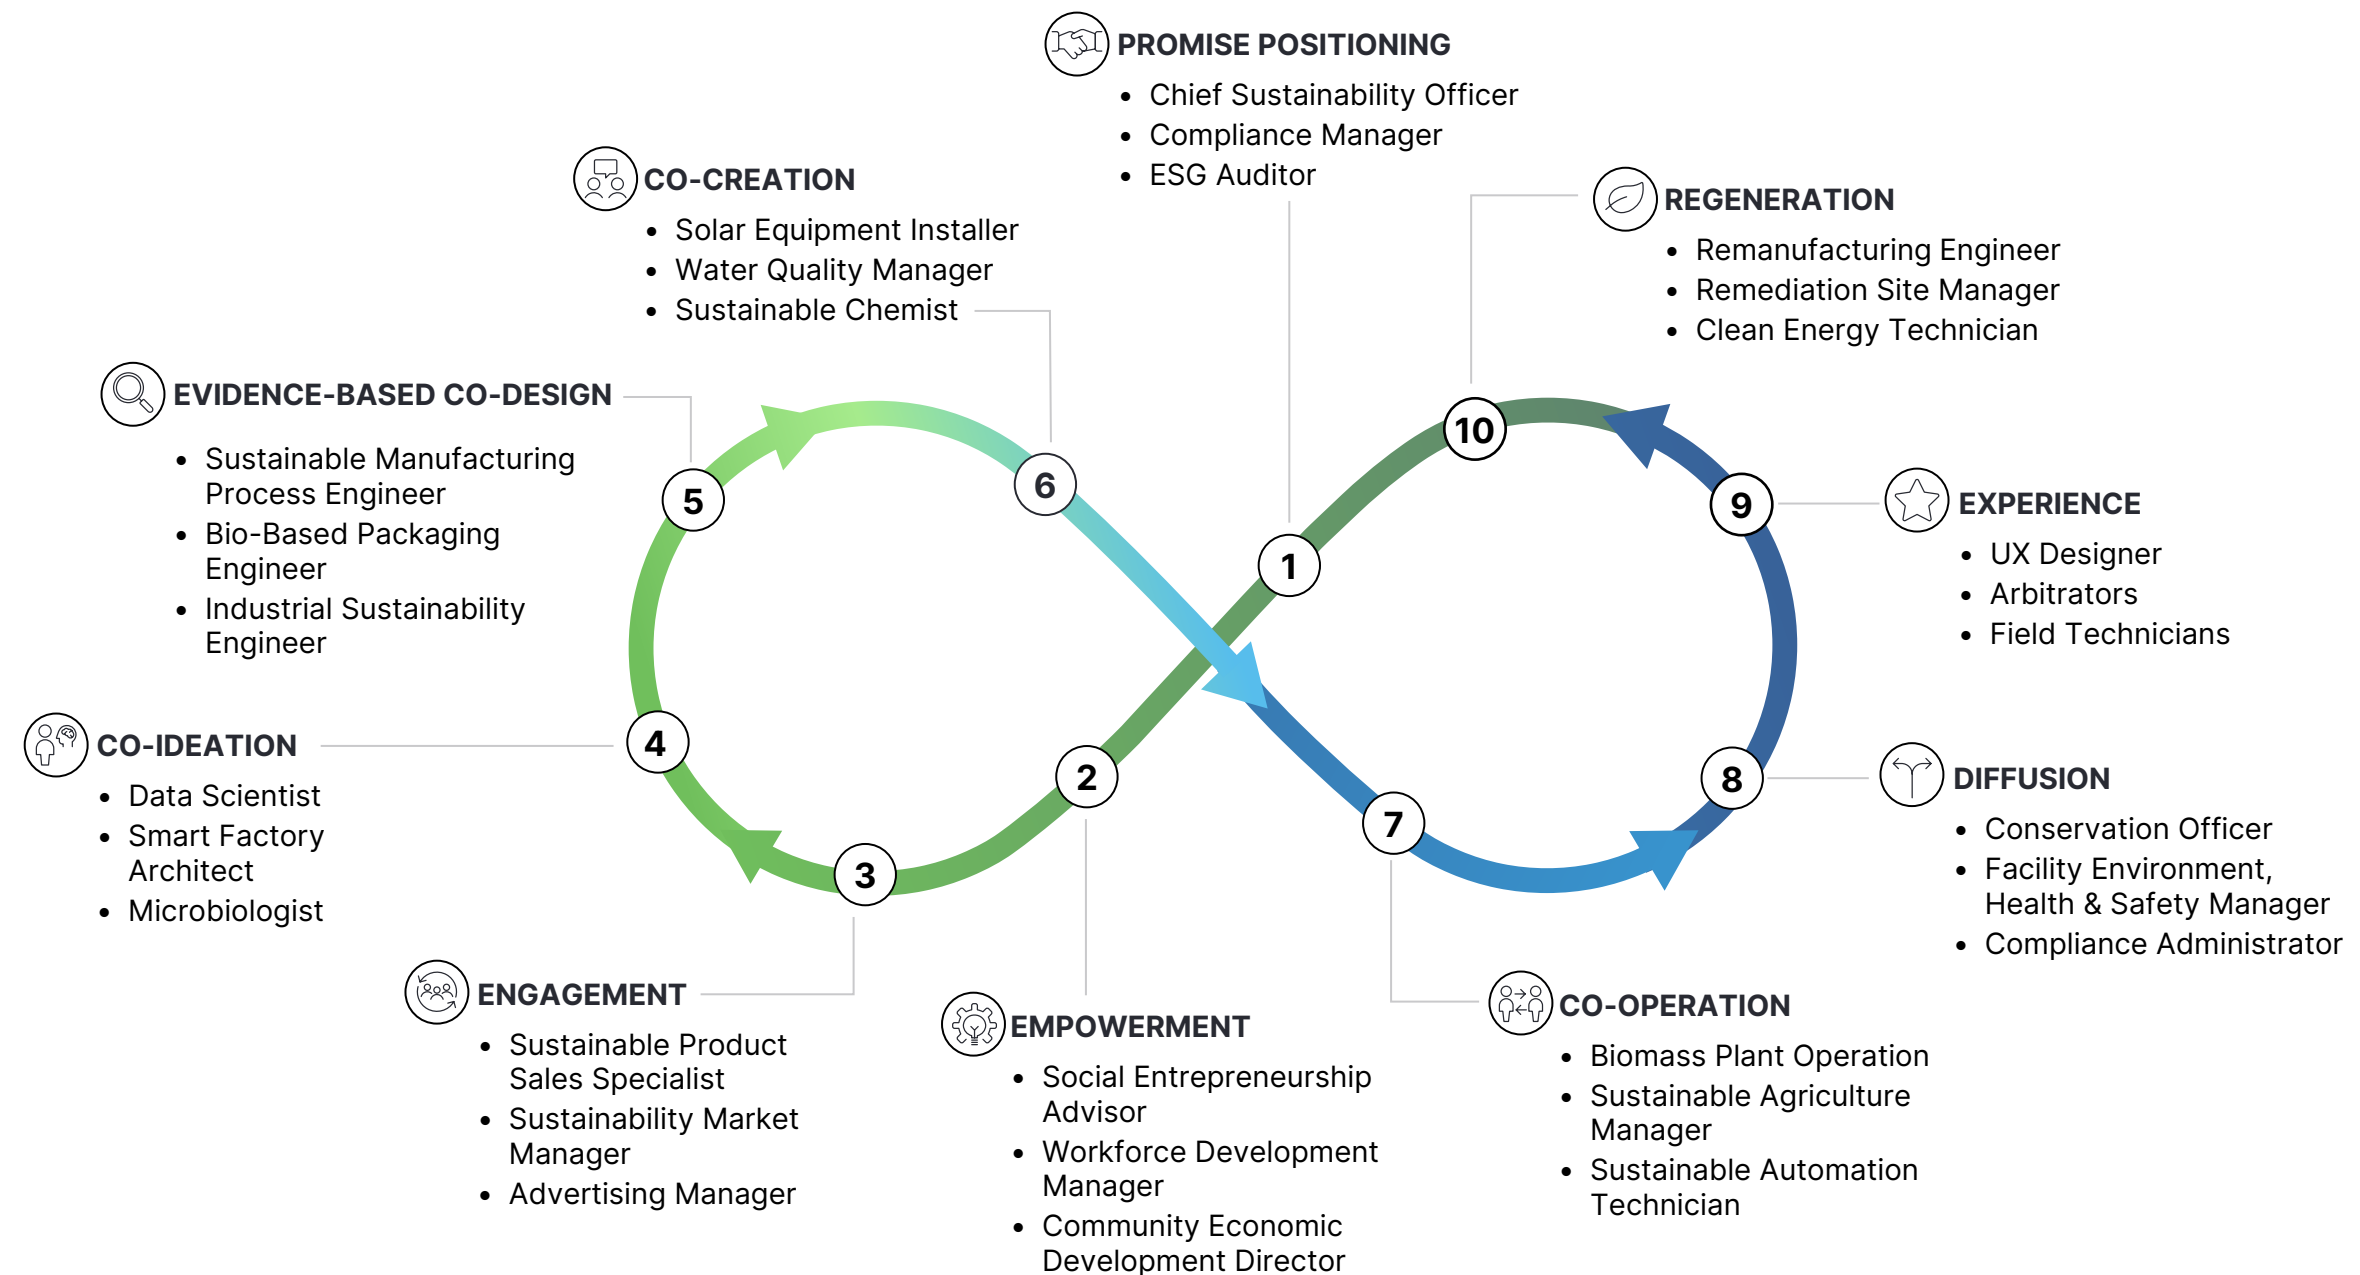 PROMISE POSITIONING
• Chief Sustainability Officer
• Compliance Manager
• ESG Auditor
CO-CREATION
• Solar Equipment Installer
• Water Quality Manager
• Sustainable Chemist
REGENERATION
• Remanufacturing Engineer
• Remediation Site Manager
• Clean Energy Technician
EVIDENCE-BASED CO-DESIGN
• Sustainable Manufacturing
Process Engineer
• Bio-Based Packaging
Engineer
• Industrial Sustainability
Engineer
10
6
5
9
1
EXPERIENCE
• UX Designer
• Arbitrators
• Field Technicians
4
2
8
7
3
CO-IDEATION
• Data Scientist
• Smart Factory
Architect
• Microbiologist
DIFFUSION
• Conservation Officer
• Facility Environment,
Health & Safety Manager
• Compliance Administrator
ENGAGEMENT
• Sustainable Product
Sales Specialist
• Sustainability Market
Manager
• Advertising Manager
EMPOWERMENT
• Social Entrepreneurship
Advisor
• Workforce Development
Manager
• Community Economic
Development Director
CO-OPERATION
• Biomass Plant Operation
• Sustainable Agriculture
Manager
• Sustainable Automation
Technician